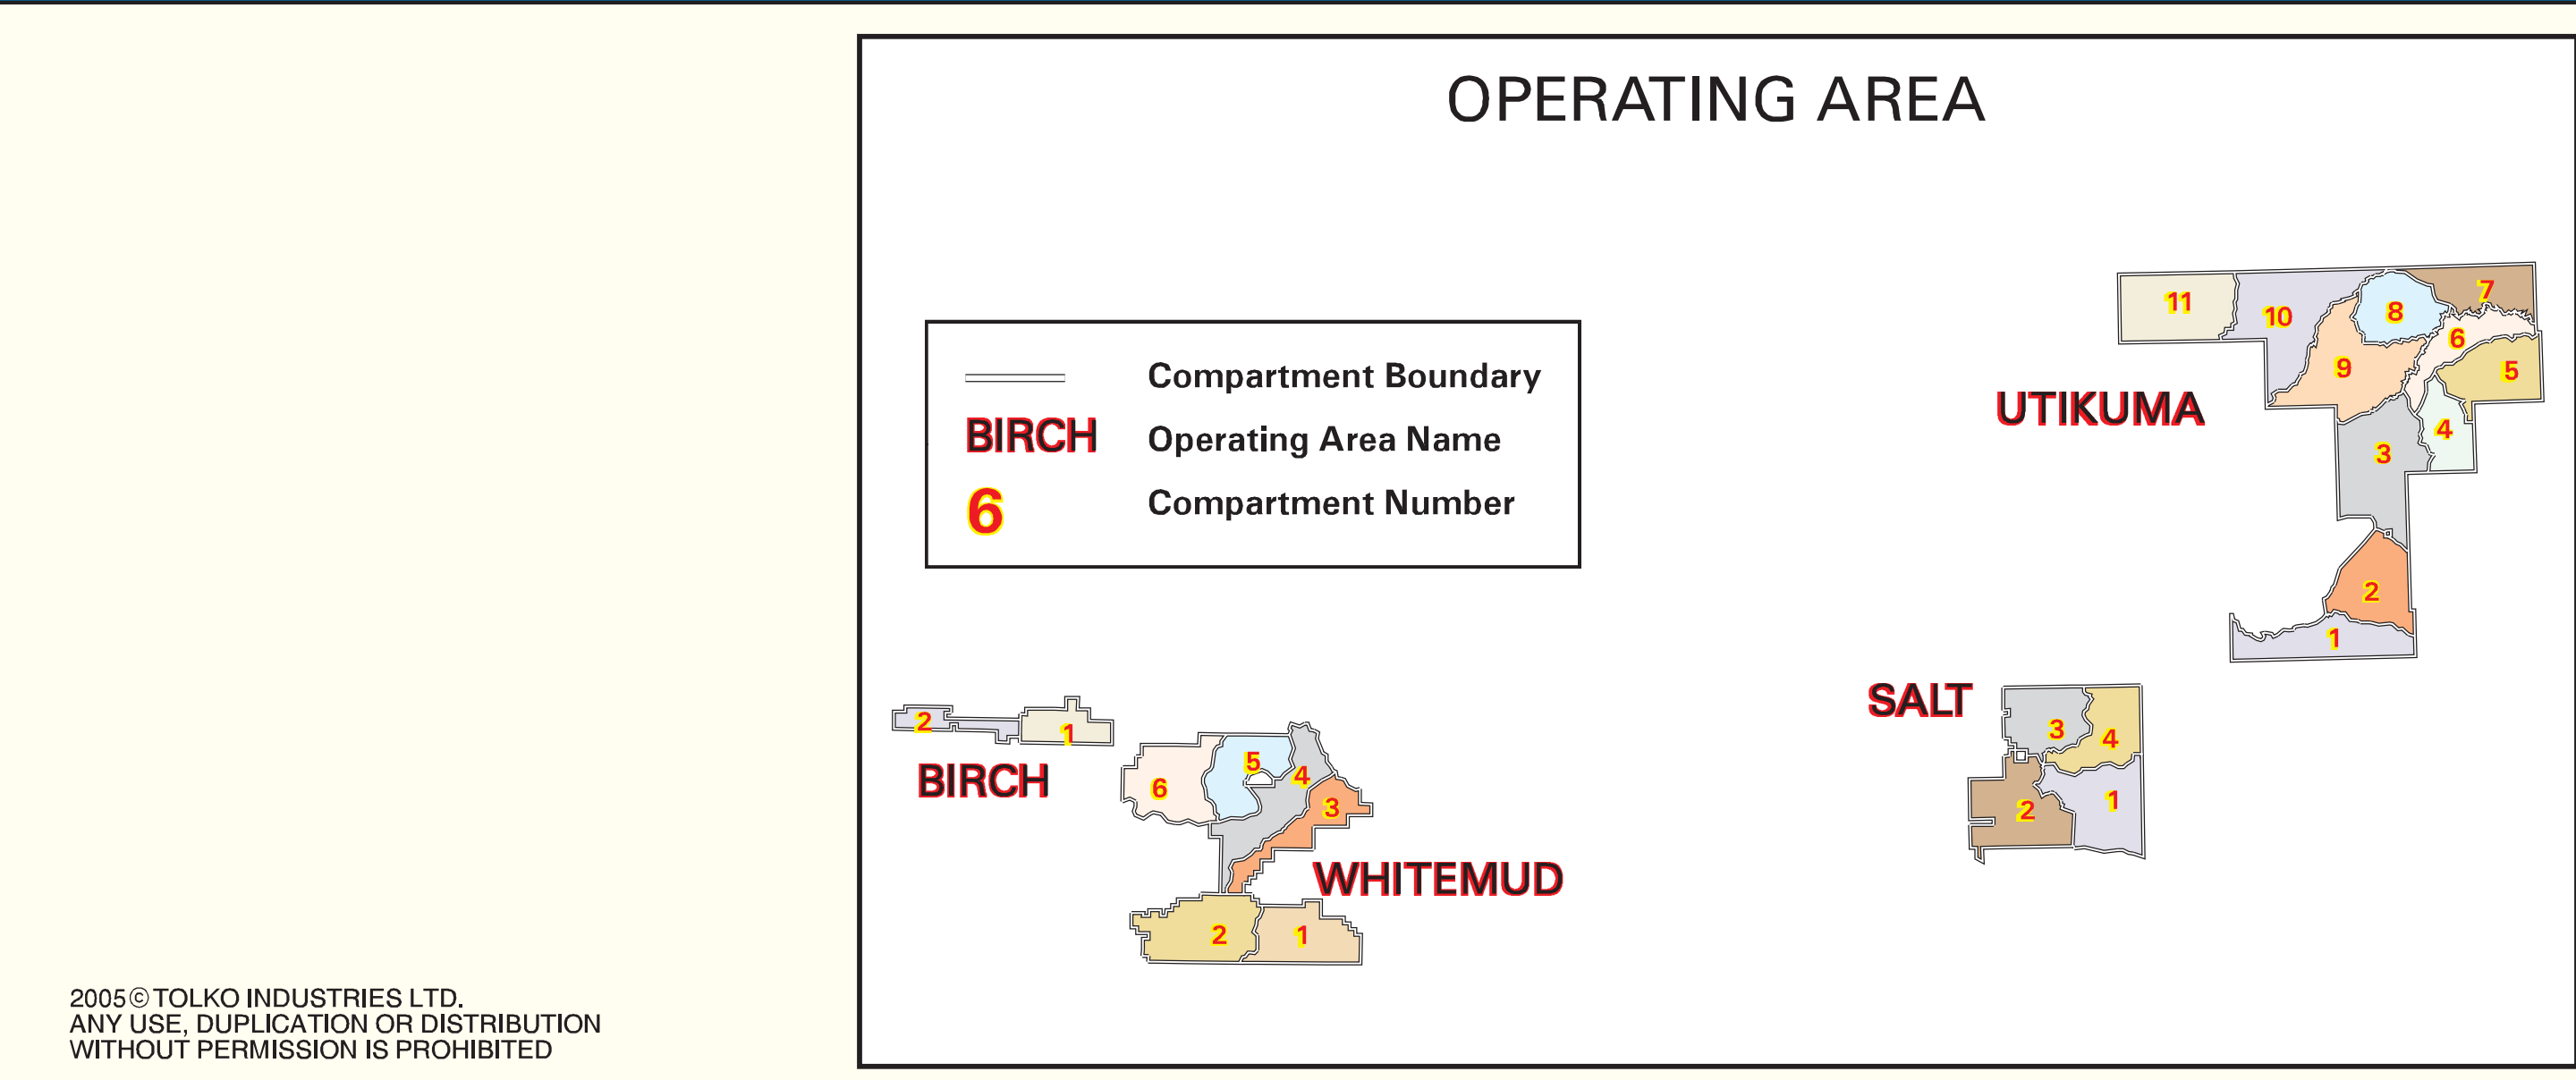 OPERATING AREA
Compartment Boundary
BIRCH Operating Area Name
6 Compartment Number
11
10
8
7
6
9
5
UTIKUMA
4
3
2
1
SALT
3
4
2
1
2
1
BIRCH
5
4
6
3
WHITEMUD
2
1
2005 © TOLKO INDUSTRIES LTD.
ANY USE, DUPLICATION OR DISTRIBUTION
WITHOUT PERMISSION IS PROHIBITED